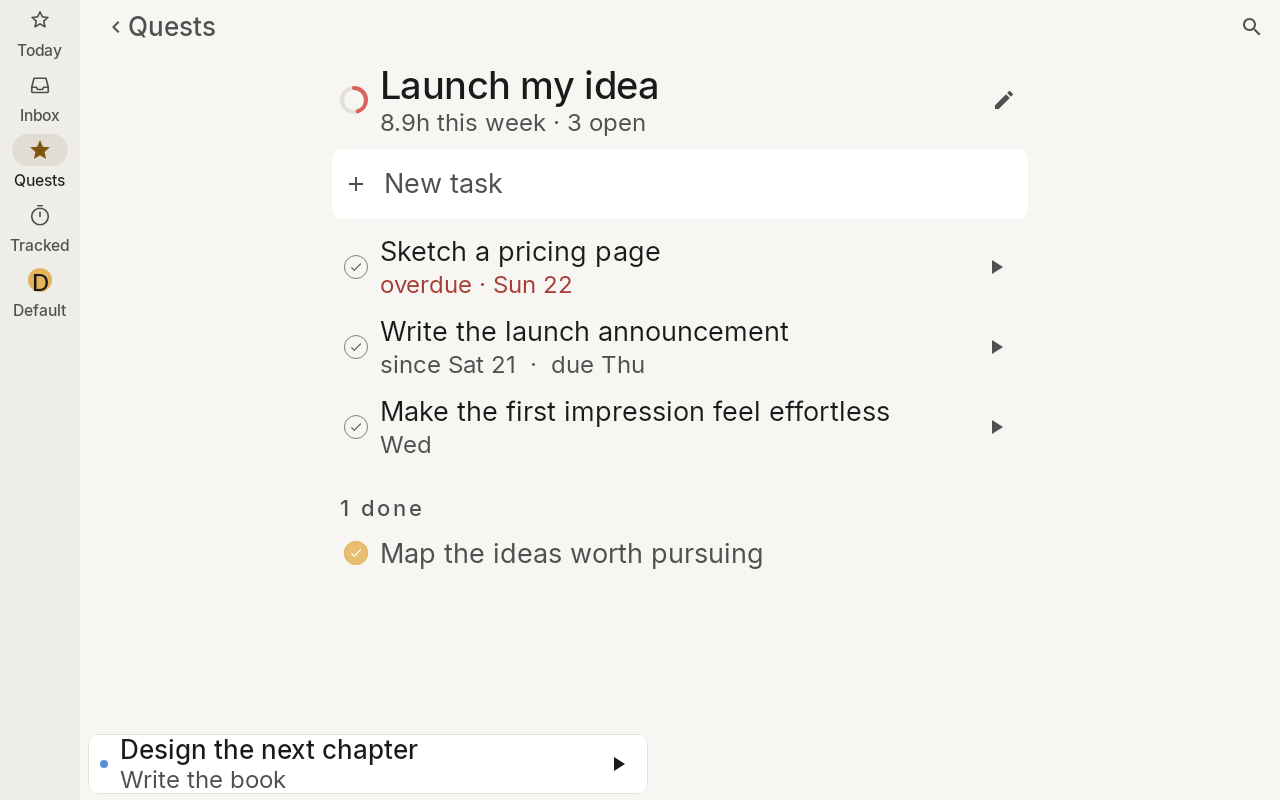 Today
Inbox
Quests
Tracked
D
Default
Quests
Launch my idea
8.9h this week · 3 open
New task
Sketch a pricing page
overdue · Sun 22
Write the launch announcement
since Sat 21 · due Thu
Make the first impression feel effortless
Wed
1 done
Map the ideas worth pursuing
Design the next chapter
Write the book